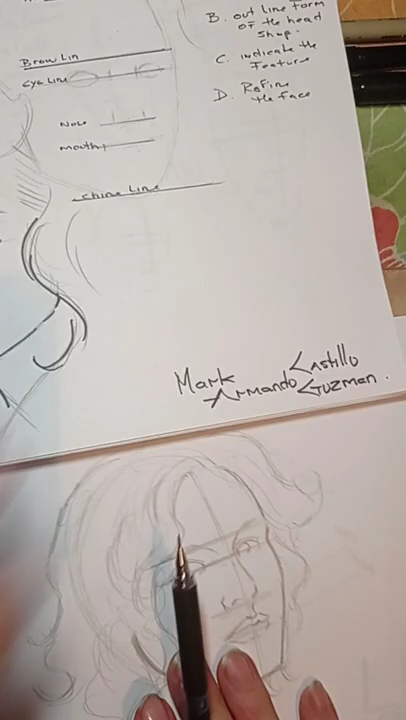 B. out Line Form
of the head
Shap.
C. indicate the
Feature
D. Refine
the Face
Brow Lin
Eye Line
Nose
mouth
chine Line
Mark Castillo
Armando Guzman.